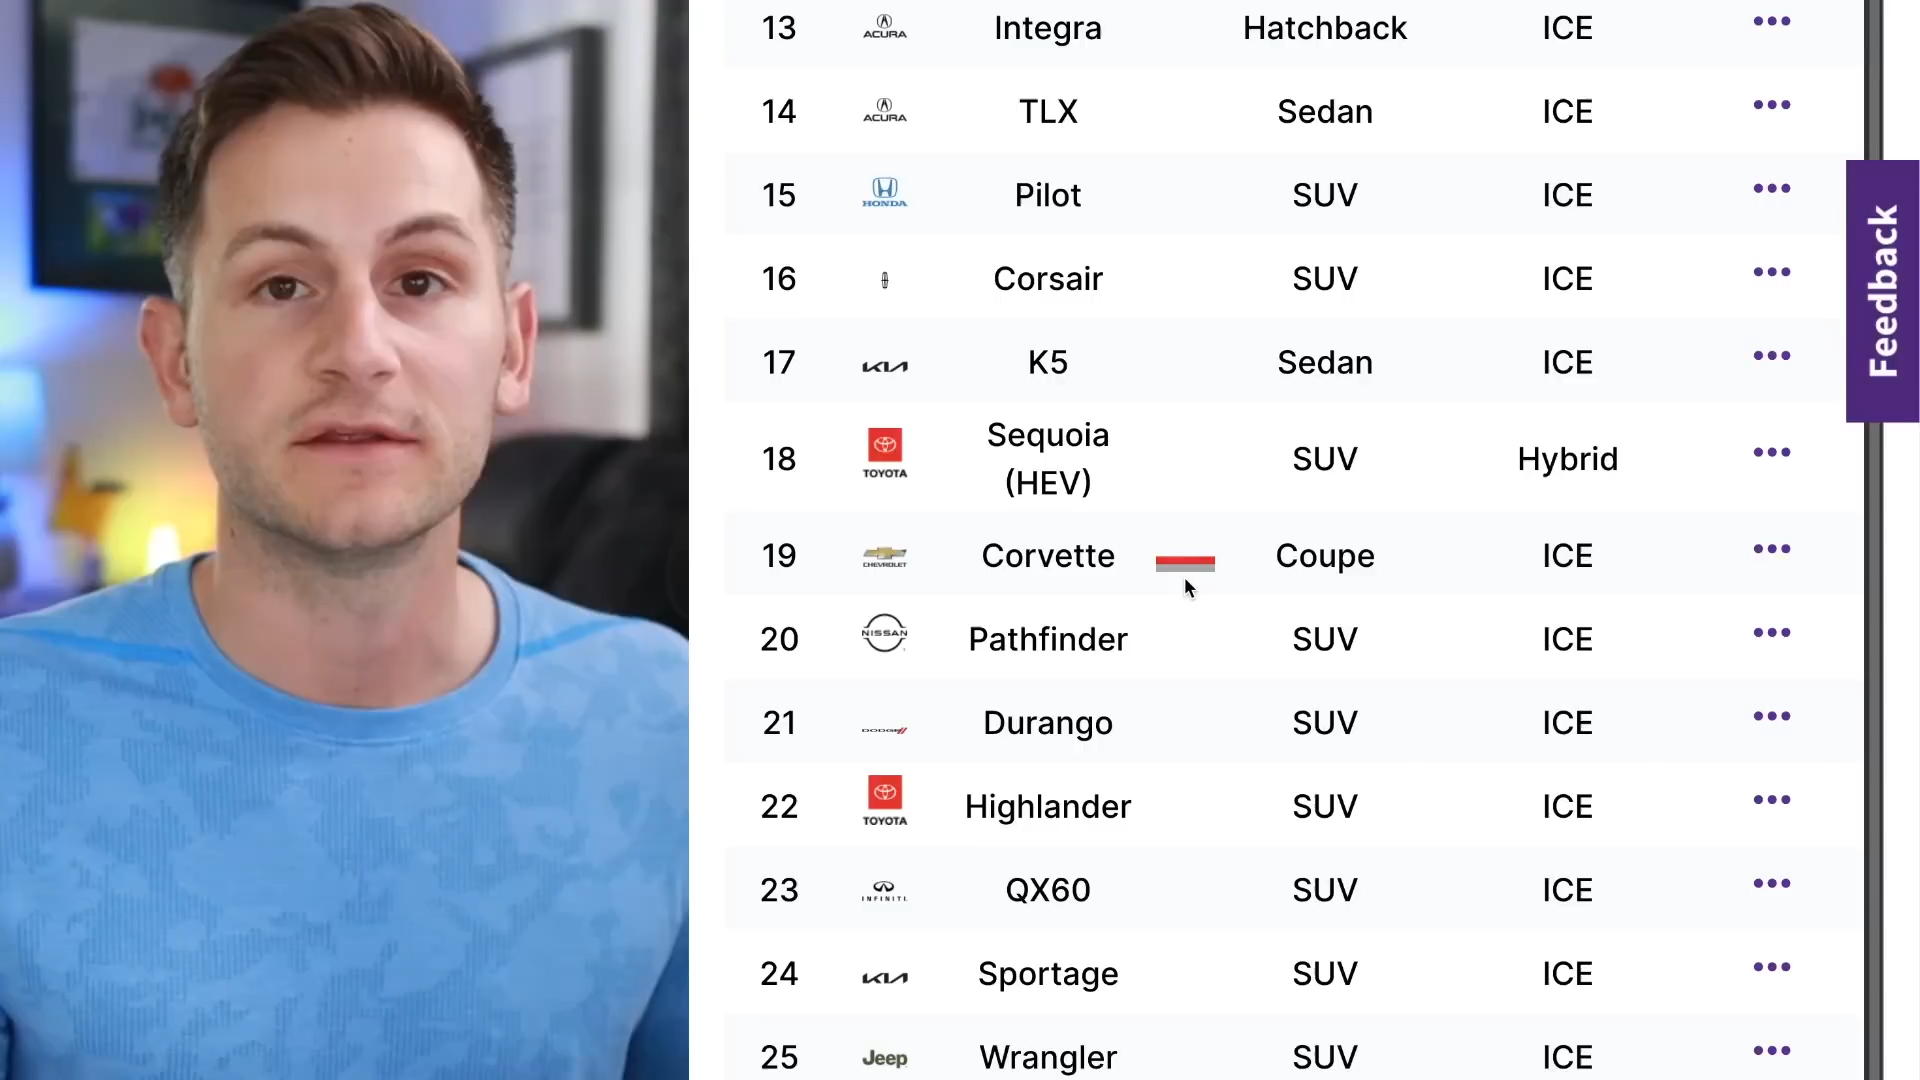 13 ACURA Integra Hatchback ICE
14 ACURA TLX Sedan ICE
15 HONDA Pilot SUV ICE
16 Corsair SUV ICE
17 KIA K5 Sedan ICE
18 TOYOTA Sequoia (HEV) SUV Hybrid
19 CHEVROLET Corvette Coupe ICE
20 NISSAN Pathfinder SUV ICE
21 DODGE Durango SUV ICE
22 TOYOTA Highlander SUV ICE
23 INFINITI QX60 SUV ICE
24 KIA Sportage SUV ICE
25 Jeep Wrangler SUV ICE
Feedback